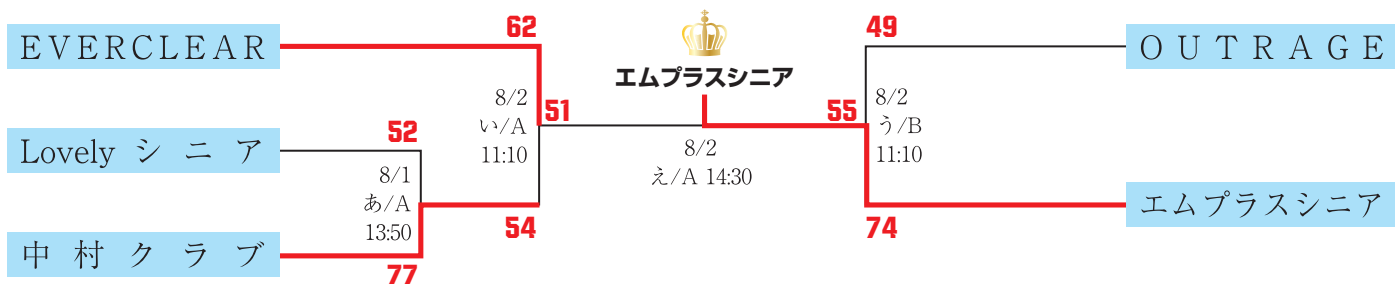 EVERCLEAR
Lovely シニア
中村クラブ
52
8/1
あ/A
13:50
77
62
8/2
い/A
11:10
54
51
エムプラスシニア
8/2
え/A 14:30
55
49
8/2
う/B
11:10
74
OUTRAGE
エムプラスシニア